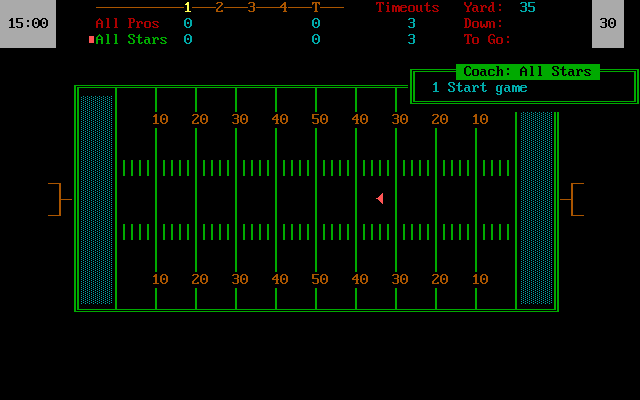 15:00 1 2 3 4 T Timeouts Yard: 35 30
All Pros 0 0 3 Down:
All Stars 0 0 3 To Go:
Coach: All Stars
1 Start game
10 20 30 40 50 40 30 20 10
10 20 30 40 50 40 30 20 10